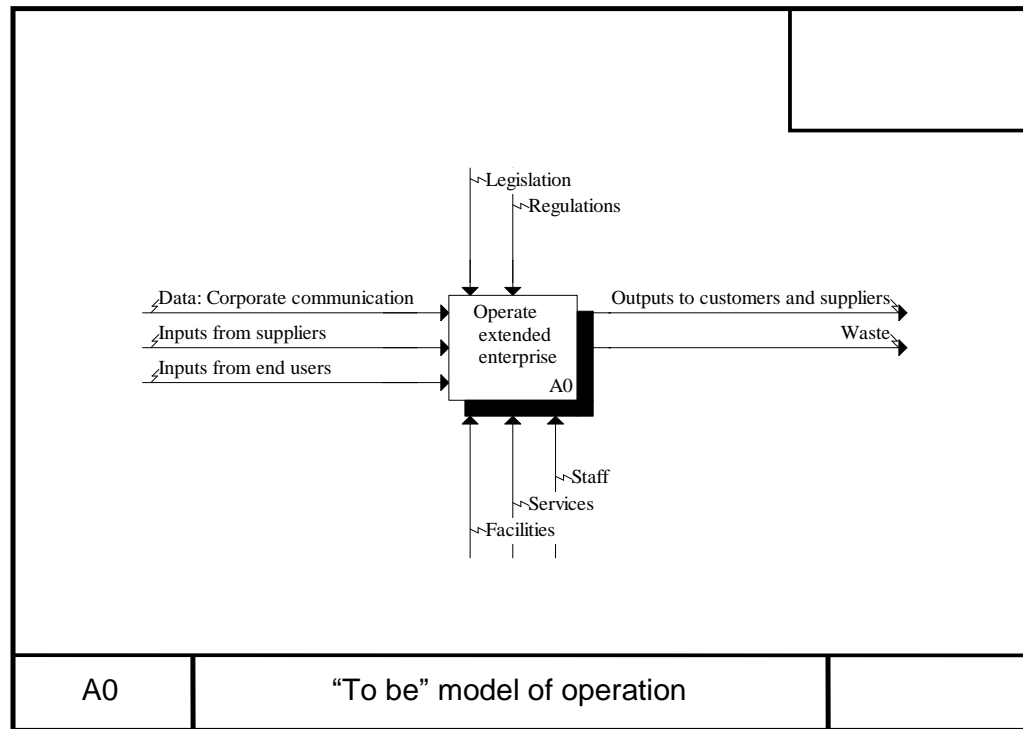 Legislation
Regulations
Data: Corporate communication
Inputs from suppliers
Inputs from end users
Operate
extended
enterprise
A0
Outputs to customers and suppliers
Waste
Staff
Services
Facilities
A0
“To be” model of operation